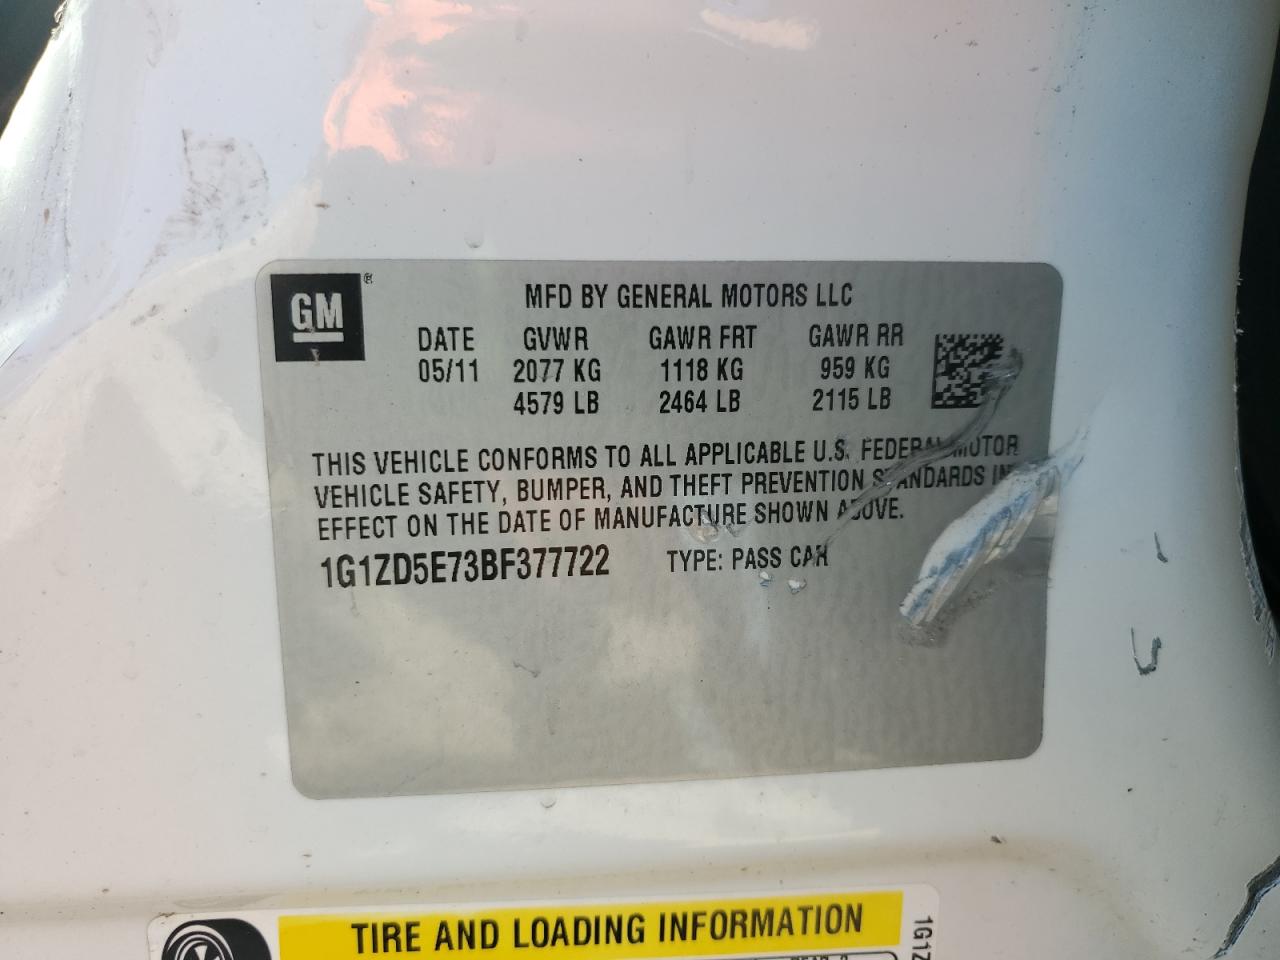 GM ®
MFD BY GENERAL MOTORS LLC
DATE GVWR GAWR FRT GAWR RR
05/11 2077 KG 1118 KG 959 KG
4579 LB 2464 LB 2115 LB
THIS VEHICLE CONFORMS TO ALL APPLICABLE U.S. FEDERAL MOTOR
VEHICLE SAFETY, BUMPER, AND THEFT PREVENTION STANDARDS IN
EFFECT ON THE DATE OF MANUFACTURE SHOWN ABOVE.
1G1ZD5E73BF377722 TYPE: PASS CAR
TIRE AND LOADING INFORMATION
1G1Z